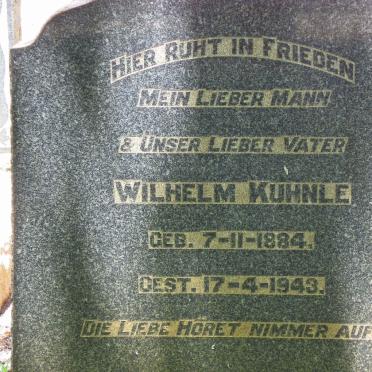 HIER RUHT IN FRIEDEN
MEIN LIEBER MANN
& UNSER LIEBER VATER
WILHELM KUHNLE
GEB. 7-11-1884.
GEST. 17-4-1943.
DIE LIEBE HÖRET NIMMER AUF